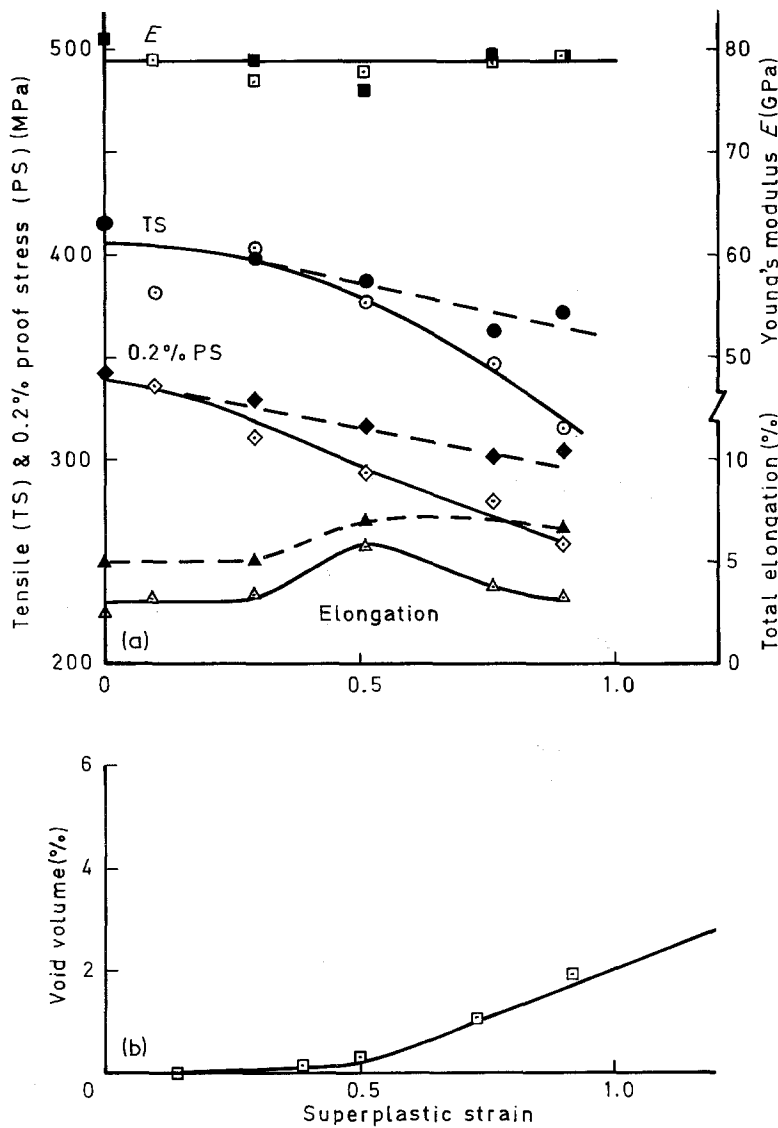 Tensile (TS) & 0.2% proof stress (PS) (MPa)
500
400
300
200
E
TS
0.2% PS
Elongation
(a)
0
0.5
1.0
80
70
60
50
10
5
0
Young's modulus E (GPa)
Total elongation (%)
Void volume (%)
6
4
2
0
(b)
0.5
1.0
Superplastic strain